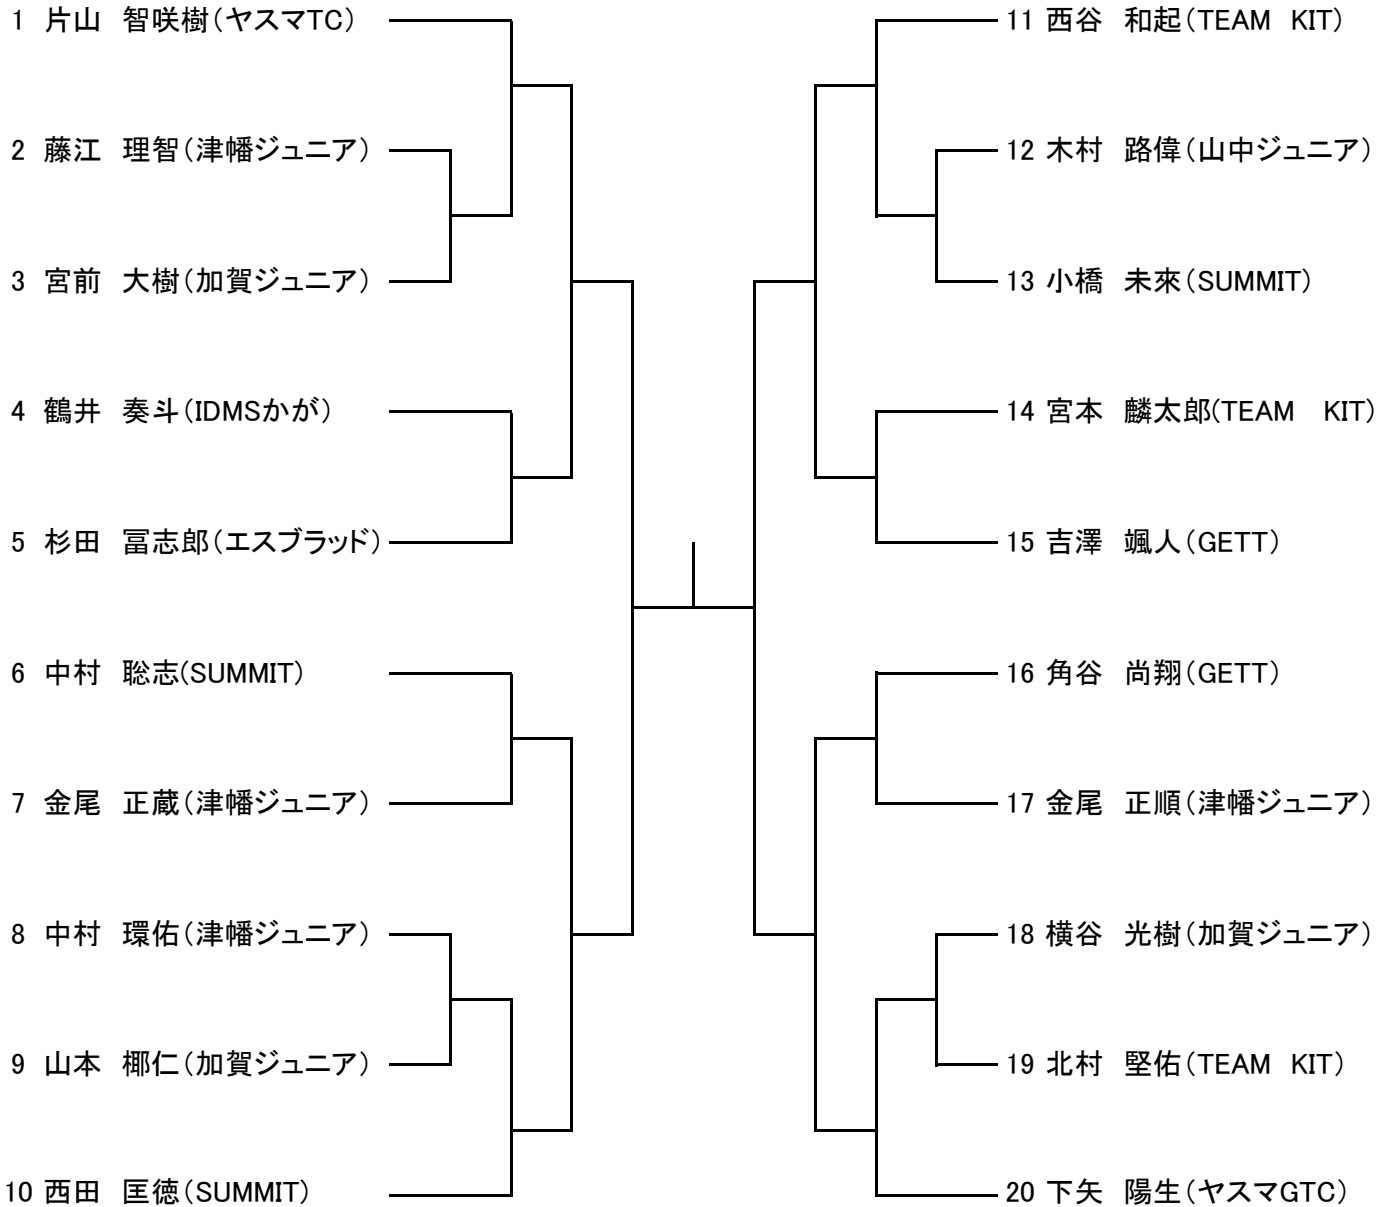 1 片山 智咲樹(ヤスマTC)
2 藤江 理智(津幡ジュニア)
3 宮前 大樹(加賀ジュニア)
4 鶴井 奏斗(IDMSかが)
5 杉田 冨志郎(エスブラッド)
6 中村 聡志(SUMMIT)
7 金尾 正蔵(津幡ジュニア)
8 中村 環佑(津幡ジュニア)
9 山本 椰仁(加賀ジュニア)
10 西田 匡徳(SUMMIT)
11 西谷 和起(TEAM KIT)
12 木村 路偉(山中ジュニア)
13 小橋 未來(SUMMIT)
14 宮本 麟太郎(TEAM KIT)
15 吉澤 颯人(GETT)
16 角谷 尚翔(GETT)
17 金尾 正順(津幡ジュニア)
18 横谷 光樹(加賀ジュニア)
19 北村 堅佑(TEAM KIT)
20 下矢 陽生(ヤスマGTC)